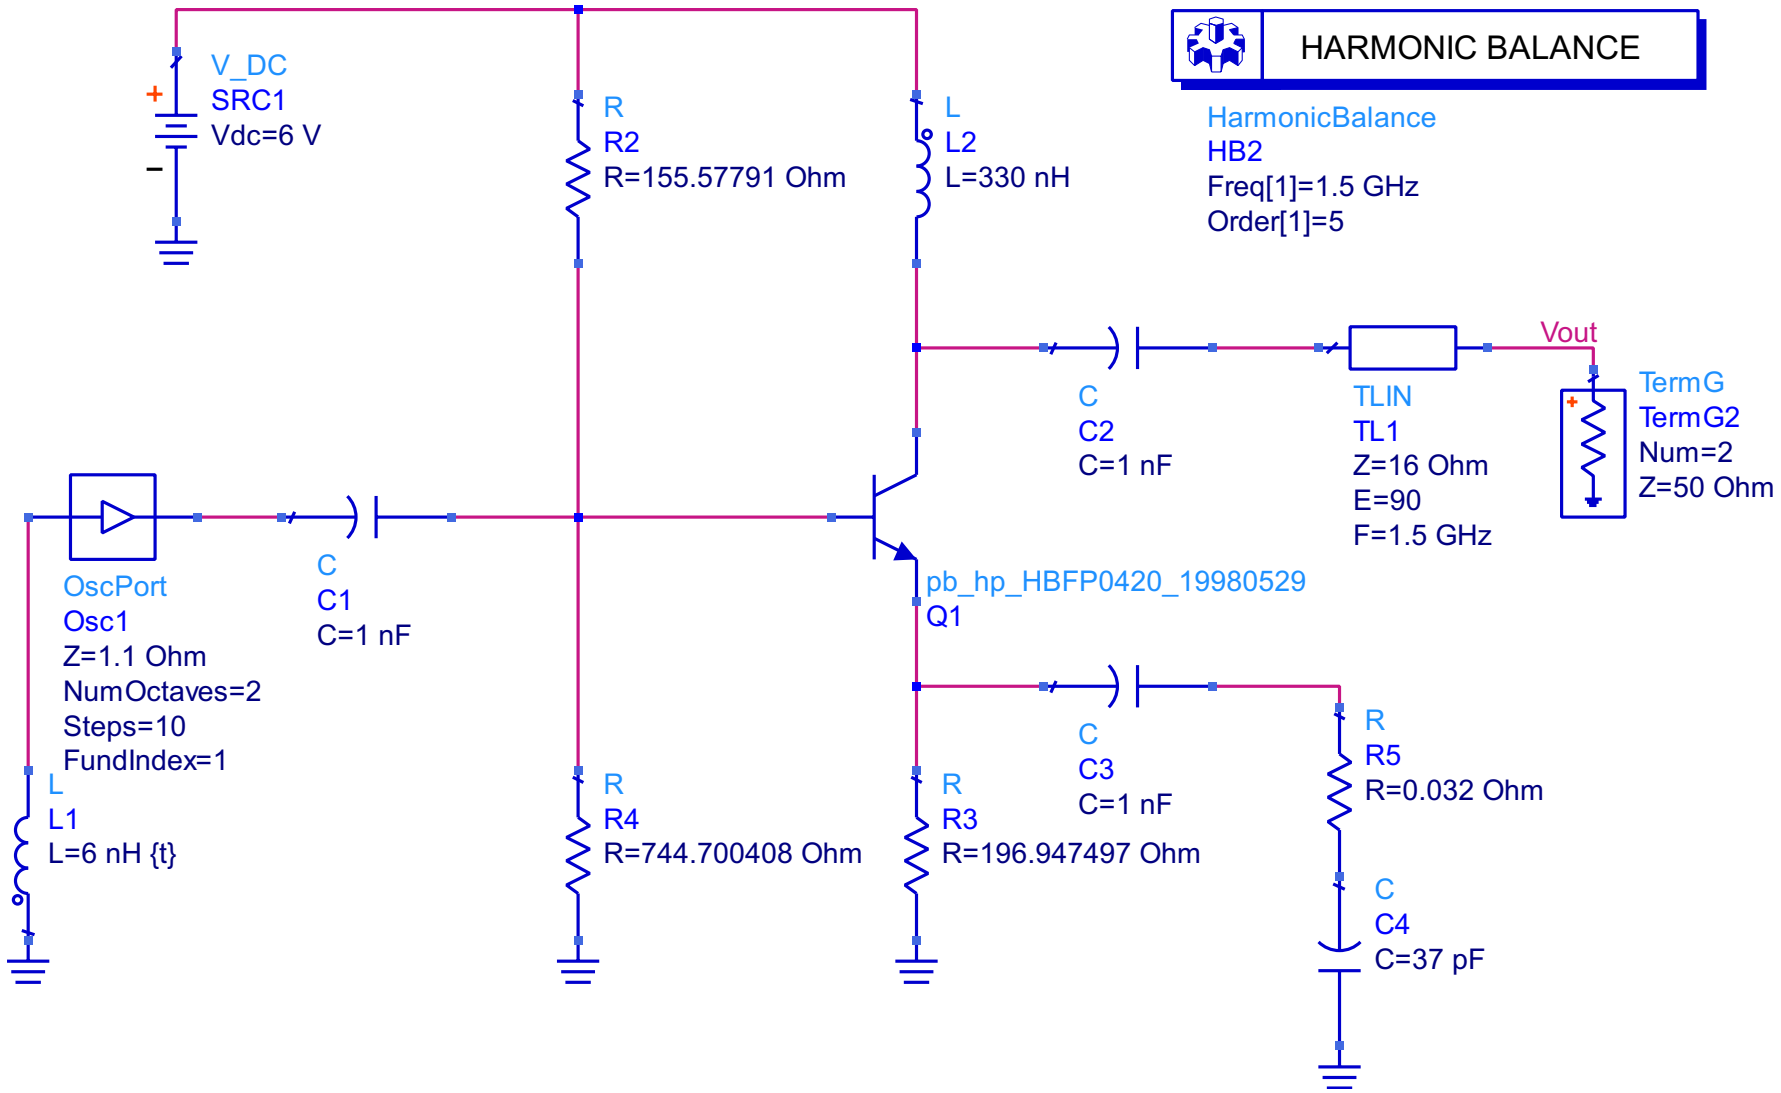 HARMONIC BALANCE
HarmonicBalance
HB2
Freq[1]=1.5 GHz
Order[1]=5
V_DC
SRC1
Vdc=6 V
+
−
R
R2
R=155.57791 Ohm
L
L2
L=330 nH
C
C2
C=1 nF
TLIN
TL1
Z=16 Ohm
E=90
F=1.5 GHz
Vout
+
TermG
TermG2
Num=2
Z=50 Ohm
OscPort
Osc1
Z=1.1 Ohm
NumOctaves=2
Steps=10
FundIndex=1
C
C1
C=1 nF
pb_hp_HBFP0420_19980529
Q1
L
L1
L=6 nH {t}
R
R4
R=744.700408 Ohm
R
R3
R=196.947497 Ohm
C
C3
C=1 nF
R
R5
R=0.032 Ohm
C
C4
C=37 pF